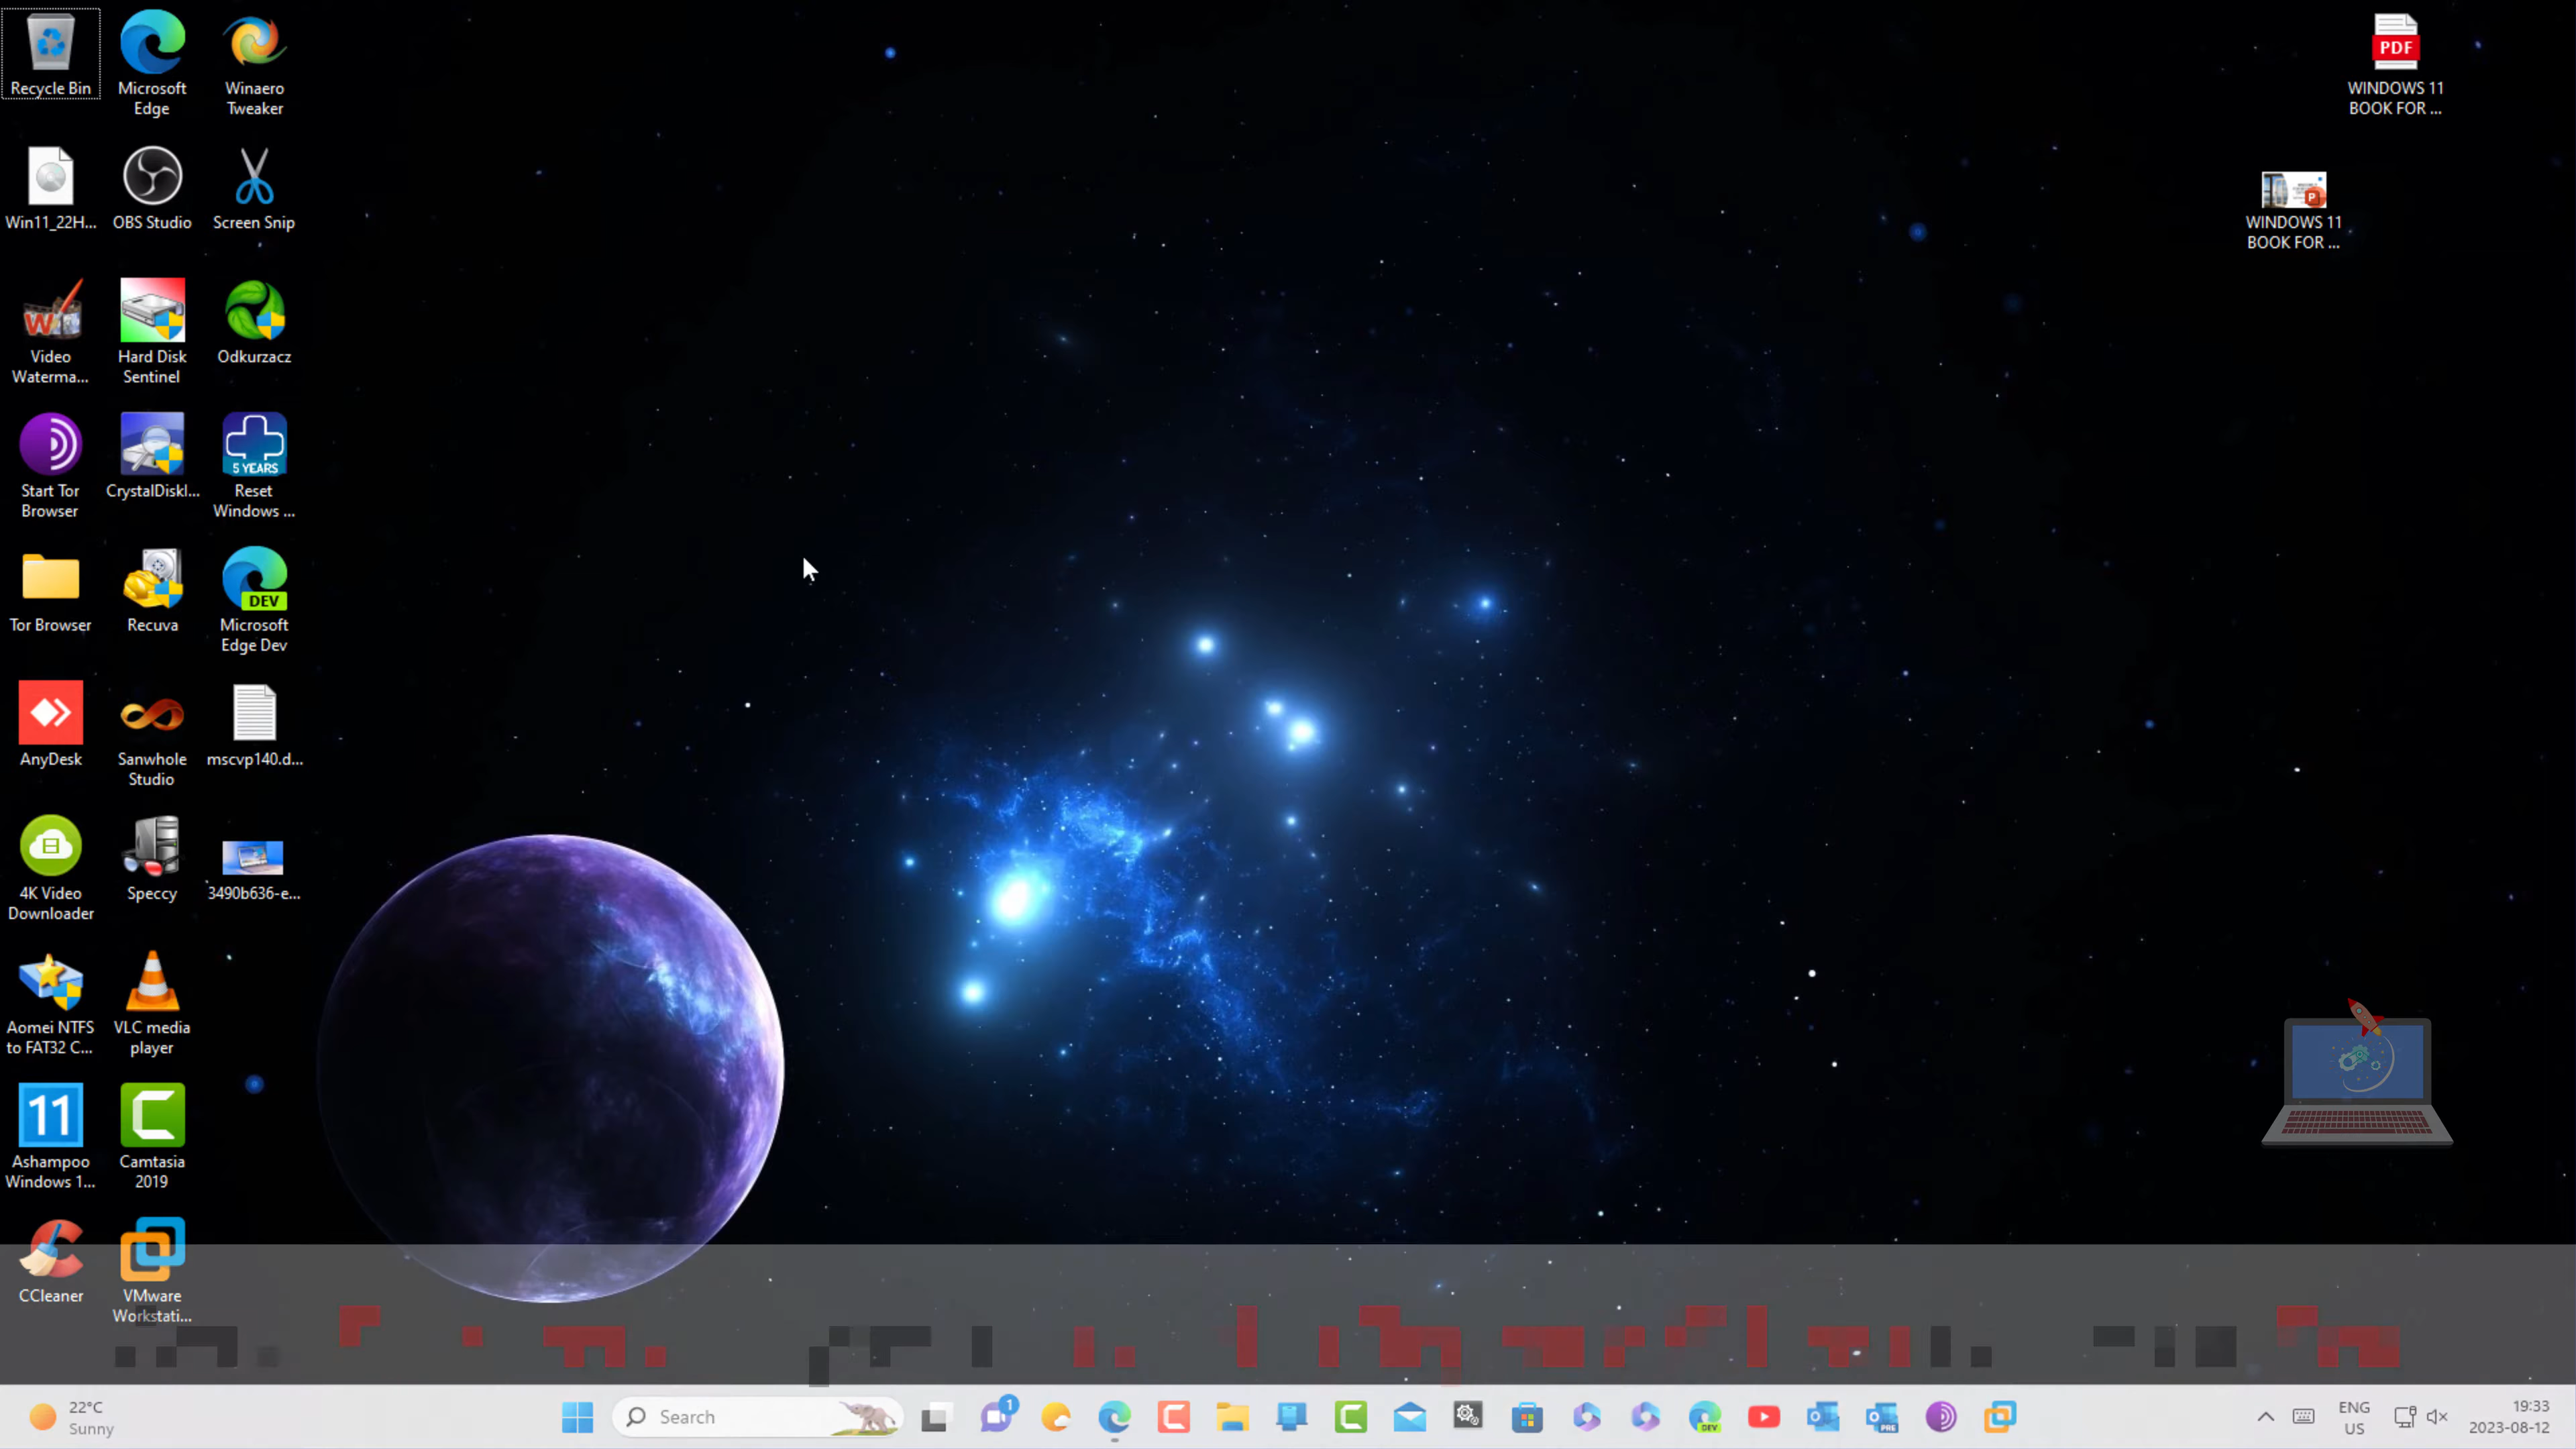 Recycle Bin
Microsoft
Edge
Winaero
Tweaker
Win11_22H...
OBS Studio
Screen Snip
Video
Waterma...
Hard Disk
Sentinel
Odkurzacz
5 YEARS
Start Tor
Browser
CrystalDiskI...
Reset
Windows ...
DEV
Tor Browser
Recuva
Microsoft
Edge Dev
AnyDesk
Sanwhole
Studio
mscvp140.d...
4K Video
Downloader
Speccy
3490b636-e...
Aomei NTFS
to FAT32 C...
VLC media
player
11
Ashampoo
Windows 1...
Camtasia
2019
CCleaner
VMware
Workstati...
PDF
WINDOWS 11
BOOK FOR ...
P
WINDOWS 11
BOOK FOR ...
22°C
Sunny
Search
1
DEV
PRE
ENG
US
19:33
2023-08-12